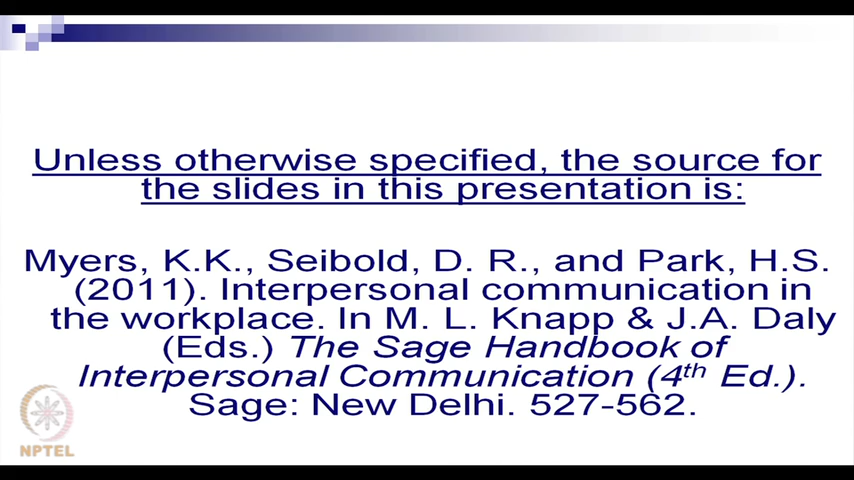 Unless otherwise specified, the source for
the slides in this presentation is:
Myers, K.K., Seibold, D. R., and Park, H.S.
(2011). Interpersonal communication in
the workplace. In M. L. Knapp & J.A. Daly
(Eds.) The Sage Handbook of
Interpersonal Communication (4th Ed.).
Sage: New Delhi. 527-562.
NPTEL